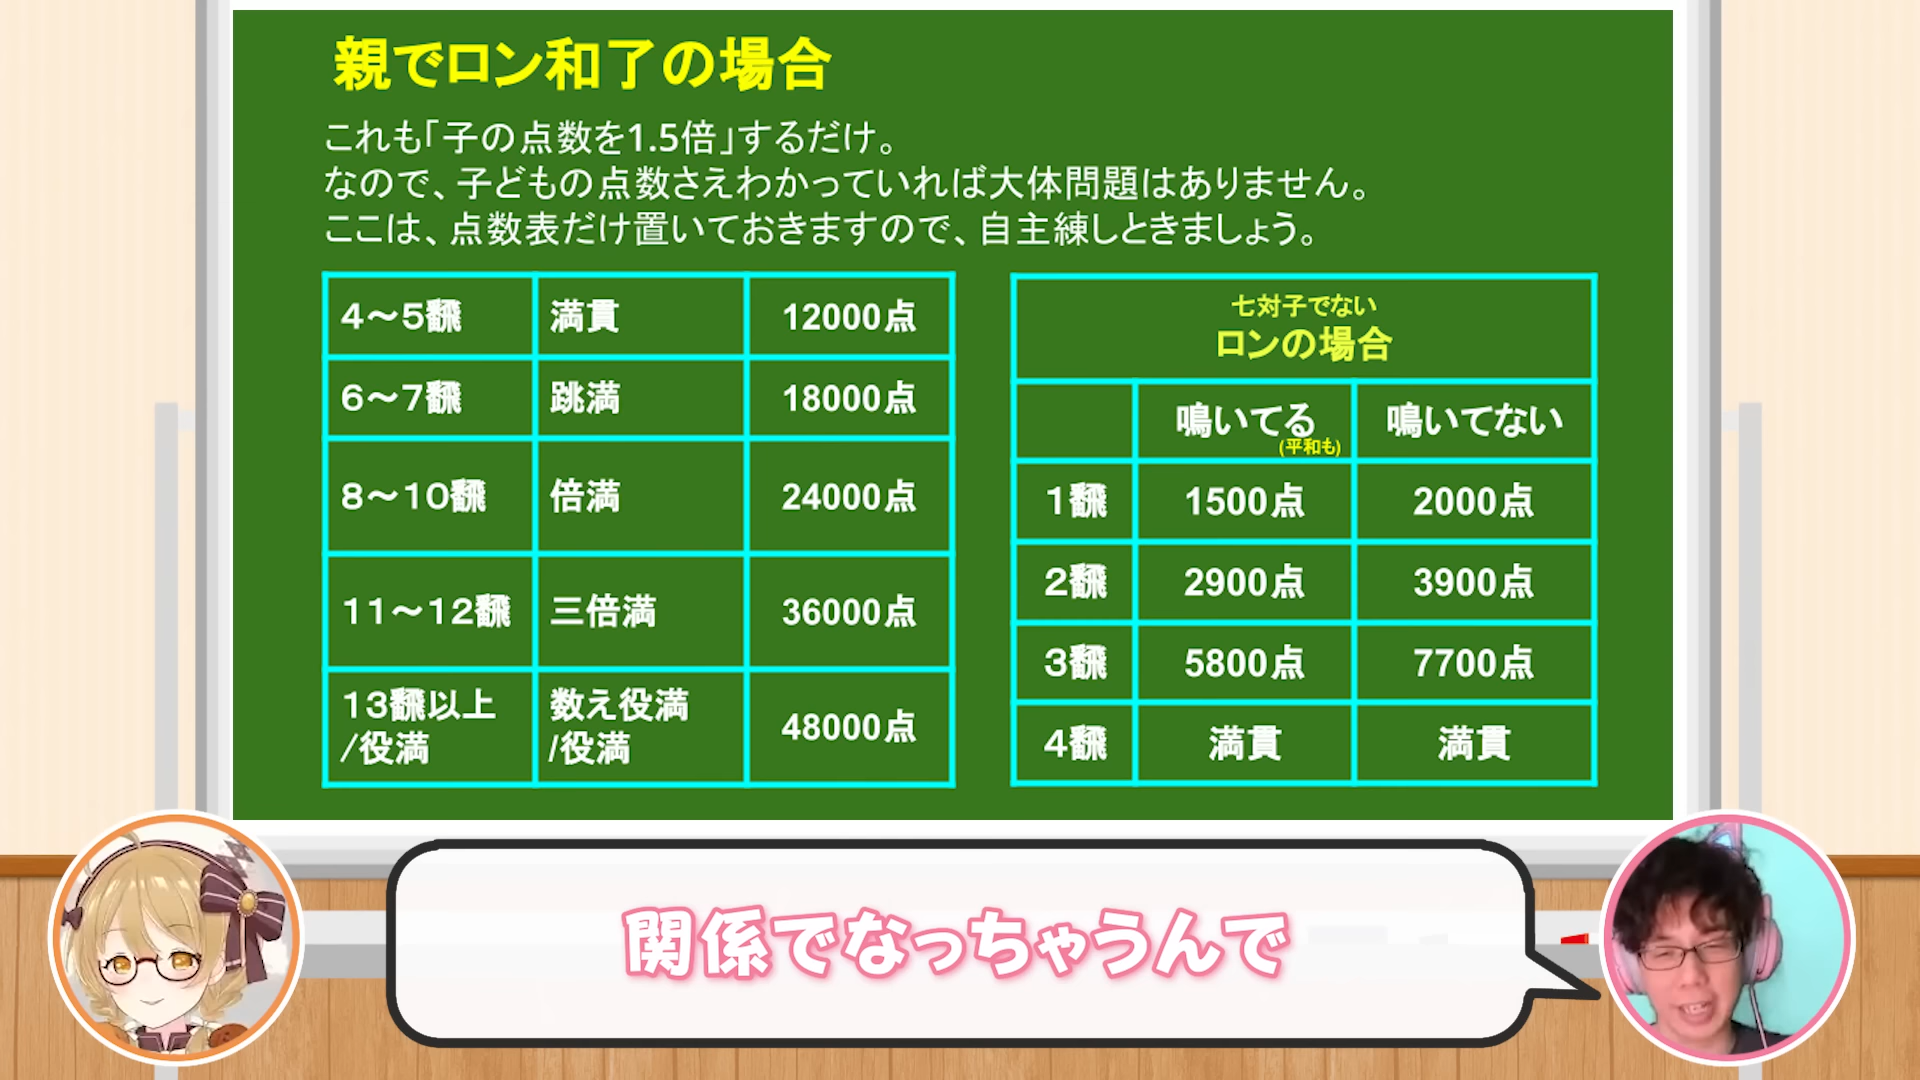 親でロン和了の場合
これも｢子の点数を1.5倍｣するだけ。
なので､子どもの点数さえわかっていれば大体問題はありません。
ここは､点数表だけ置いておきますので､自主練しときましょう。
４～５飜 満貫 12000点
６～７飜 跳満 18000点
８～１０飜 倍満 24000点
１１～１２飜 三倍満 36000点
１３飜以上 数え役満
/役満 /役満 48000点
七対子でない
ロンの場合
鳴いてる 鳴いてない
(平和も)
１飜 1500点 2000点
２飜 2900点 3900点
３飜 5800点 7700点
４飜 満貫 満貫
関係でなっちゃうんで